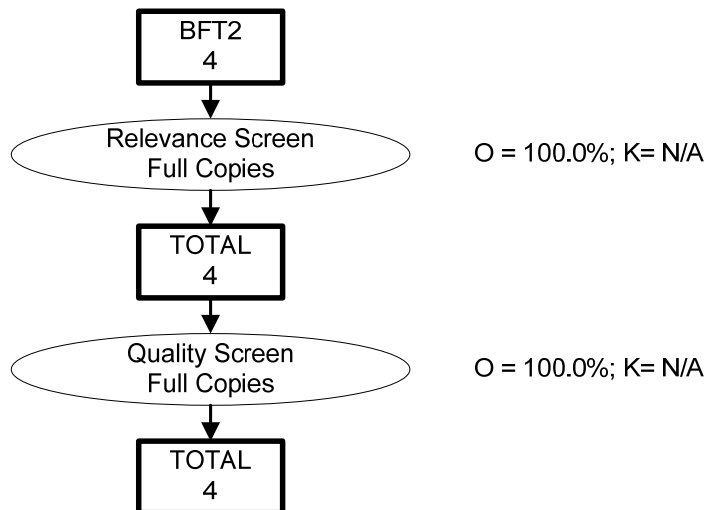 BFT2
4
Relevance Screen
Full Copies
O = 100.0%; K= N/A
TOTAL
4
Quality Screen
Full Copies
O = 100.0%; K= N/A
TOTAL
4